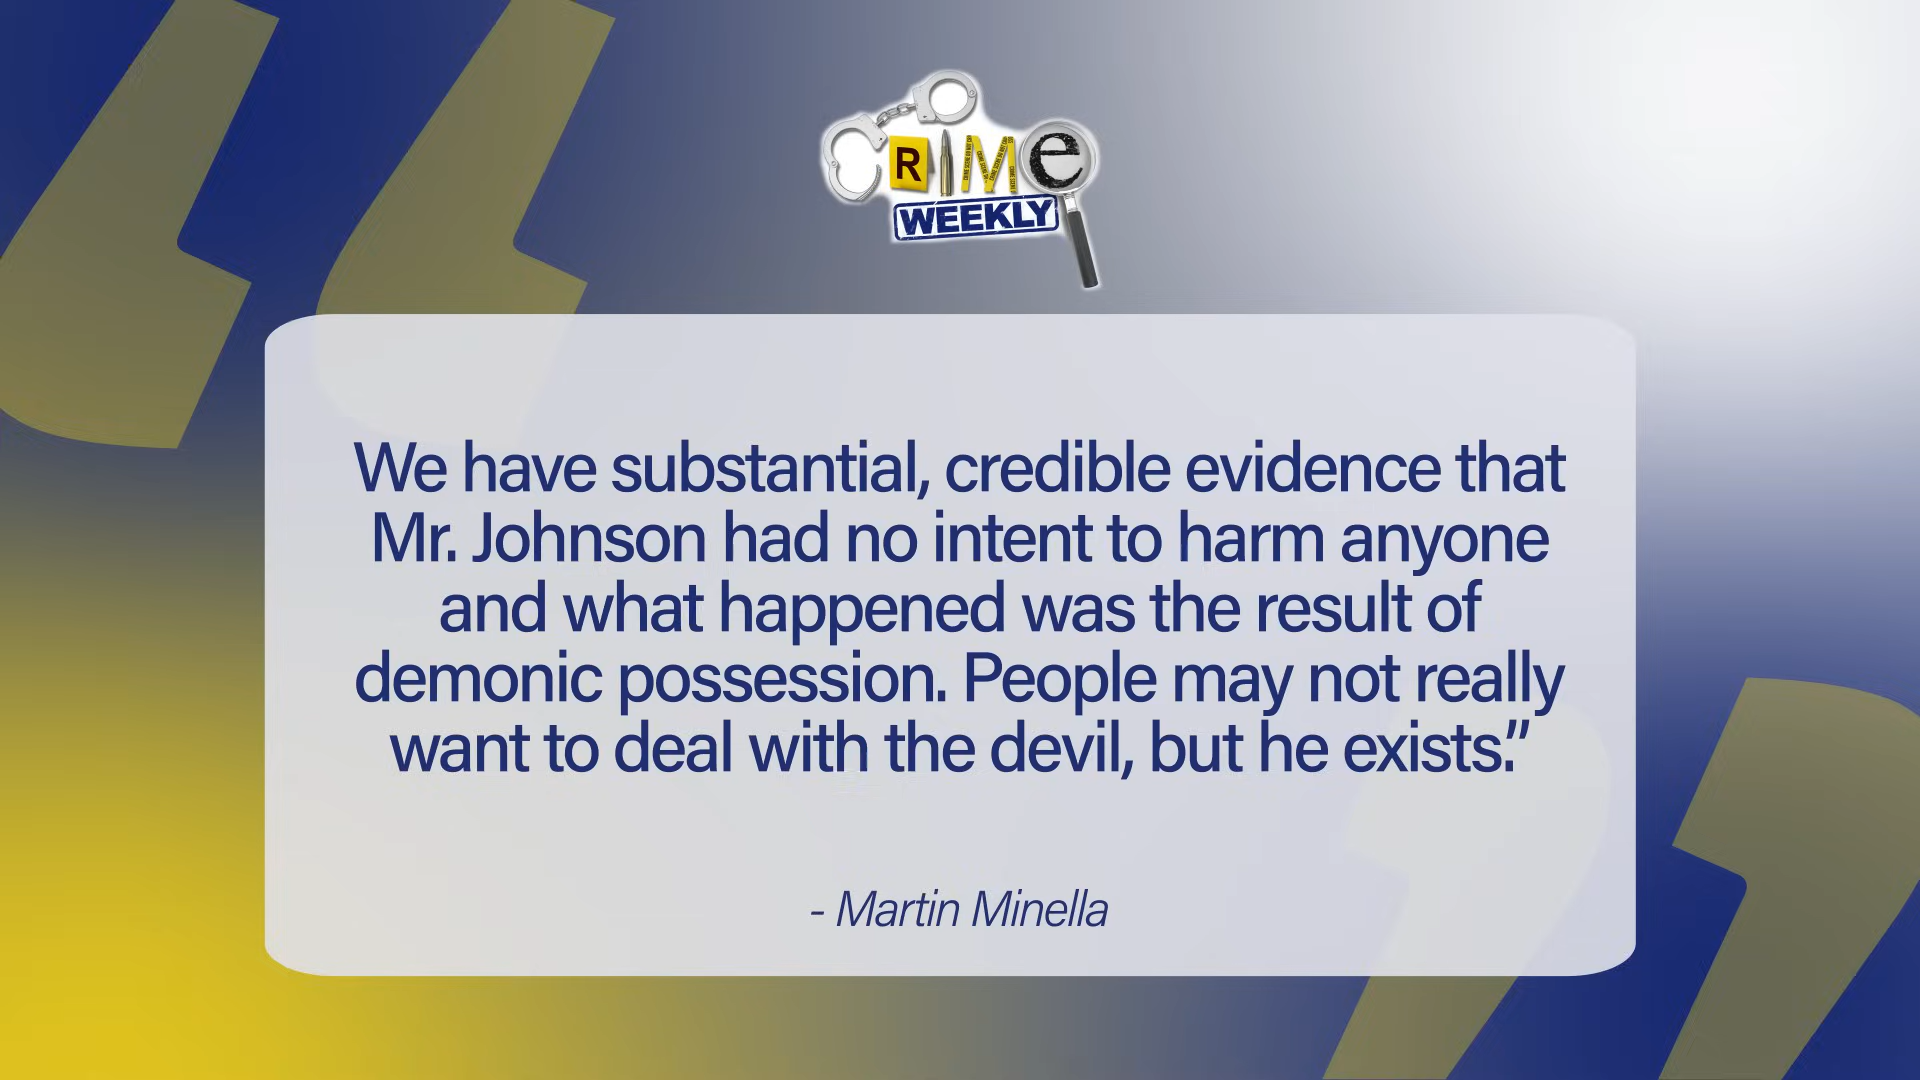 CRIMe
WEEKLY
We have substantial, credible evidence that
Mr. Johnson had no intent to harm anyone
and what happened was the result of
demonic possession. People may not really
want to deal with the devil, but he exists.”
- Martin Minella